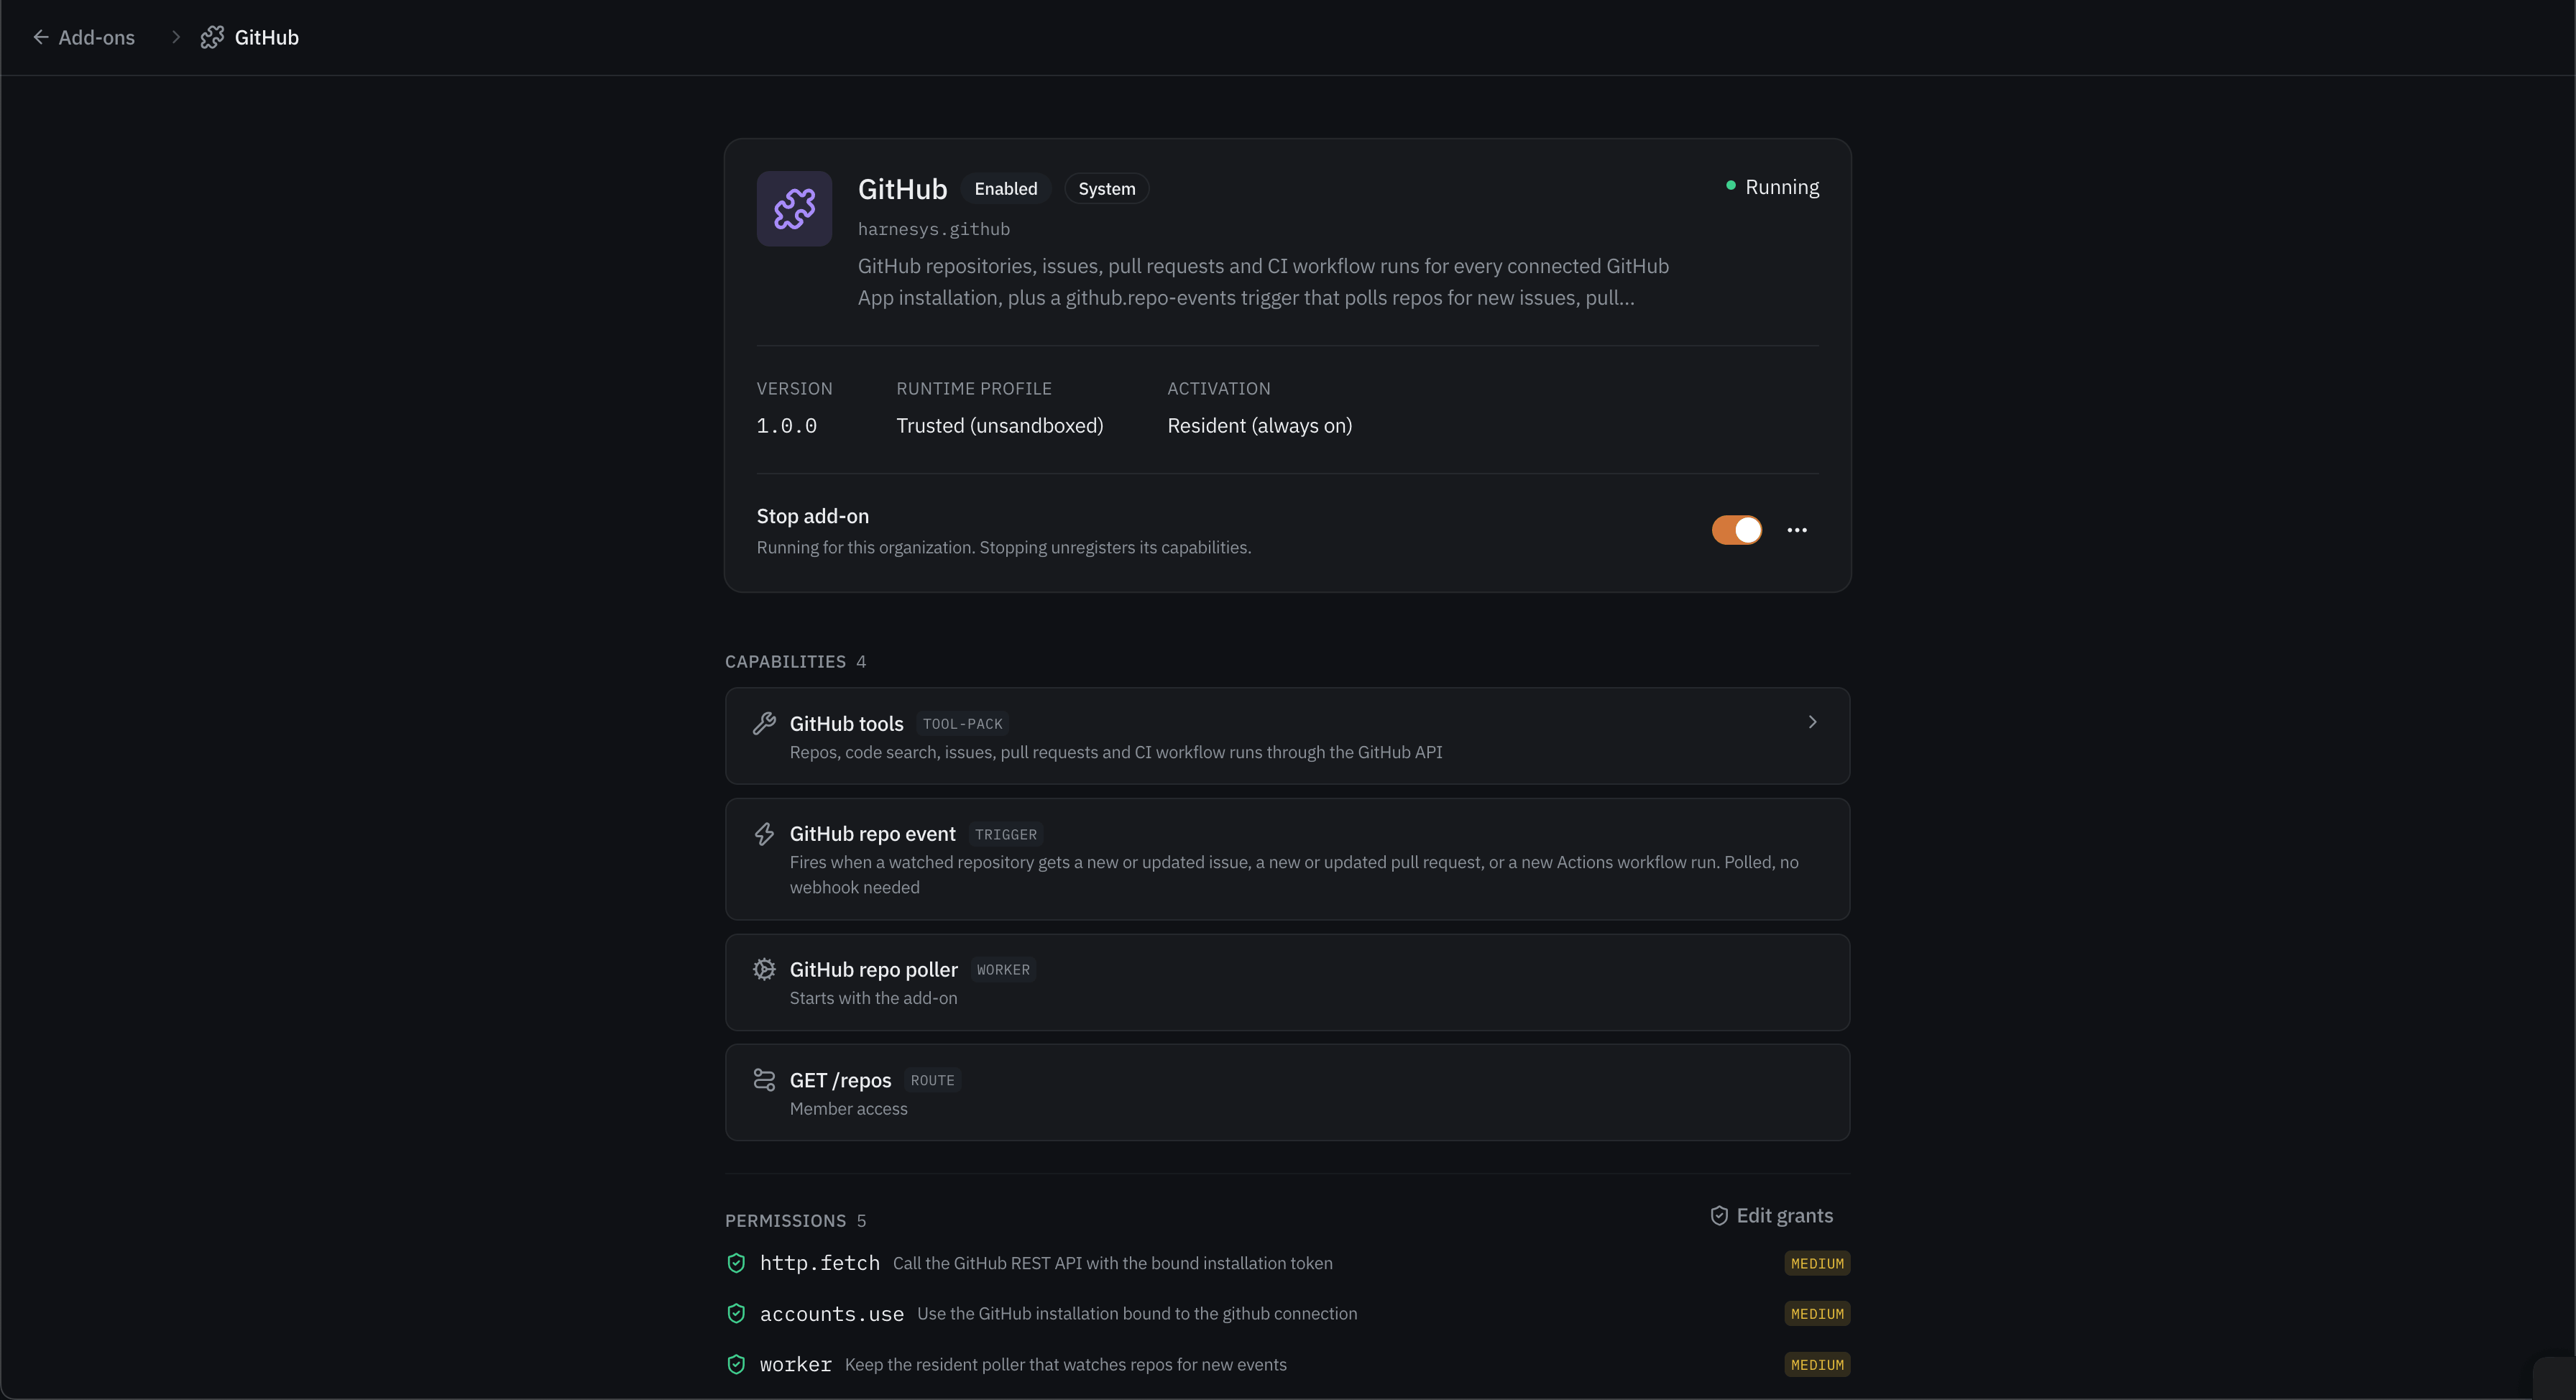 Add-ons
GitHub
GitHub Enabled System
Running
harnesys.github
GitHub repositories, issues, pull requests and CI workflow runs for every connected GitHub
App installation, plus a github.repo-events trigger that polls repos for new issues, pull...
VERSION RUNTIME PROFILE ACTIVATION
1.0.0 Trusted (unsandboxed) Resident (always on)
Stop add-on
Running for this organization. Stopping unregisters its capabilities.
CAPABILITIES 4
GitHub tools TOOL-PACK
Repos, code search, issues, pull requests and CI workflow runs through the GitHub API
GitHub repo event TRIGGER
Fires when a watched repository gets a new or updated issue, a new or updated pull request, or a new Actions workflow run. Polled, no
webhook needed
GitHub repo poller WORKER
Starts with the add-on
GET /repos ROUTE
Member access
PERMISSIONS 5
Edit grants
http.fetch Call the GitHub REST API with the bound installation token MEDIUM
accounts.use Use the GitHub installation bound to the github connection MEDIUM
worker Keep the resident poller that watches repos for new events MEDIUM